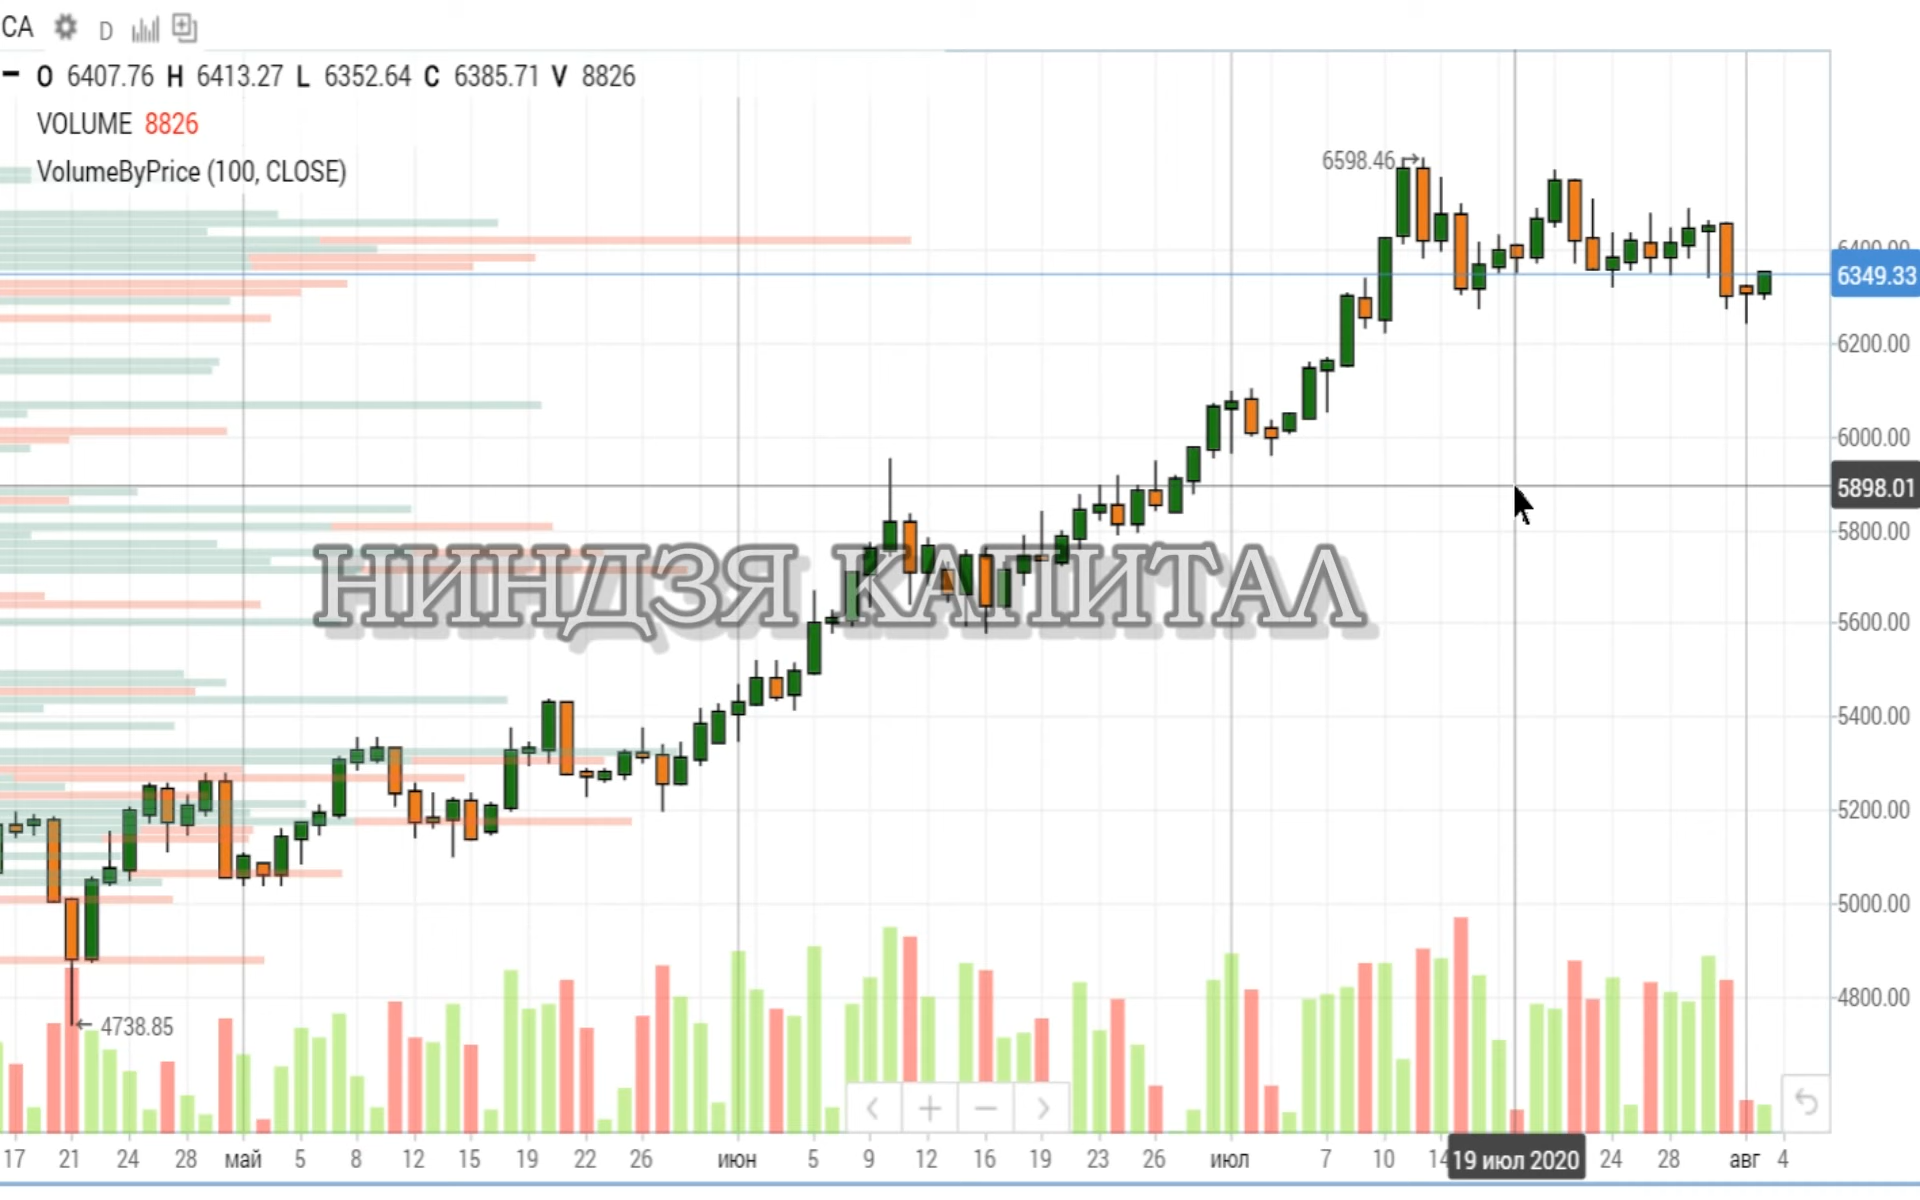 CA D
O 6407.76 H 6413.27 L 6352.64 C 6385.71 V 8826
VOLUME 8826
VolumeByPrice (100, CLOSE)
6598.46
6400.00
6349.33
6200.00
6000.00
5898.01
5800.00
НИНДЗЯ КАПИТАЛ
5600.00
5400.00
5200.00
5000.00
4800.00
4738.85
17 21 24 28 май 5 8 12 15 19 22 26 июн 5 9 12 16 19 23 26 июл 7 10 14 19 июл 2020 24 28 авг 4